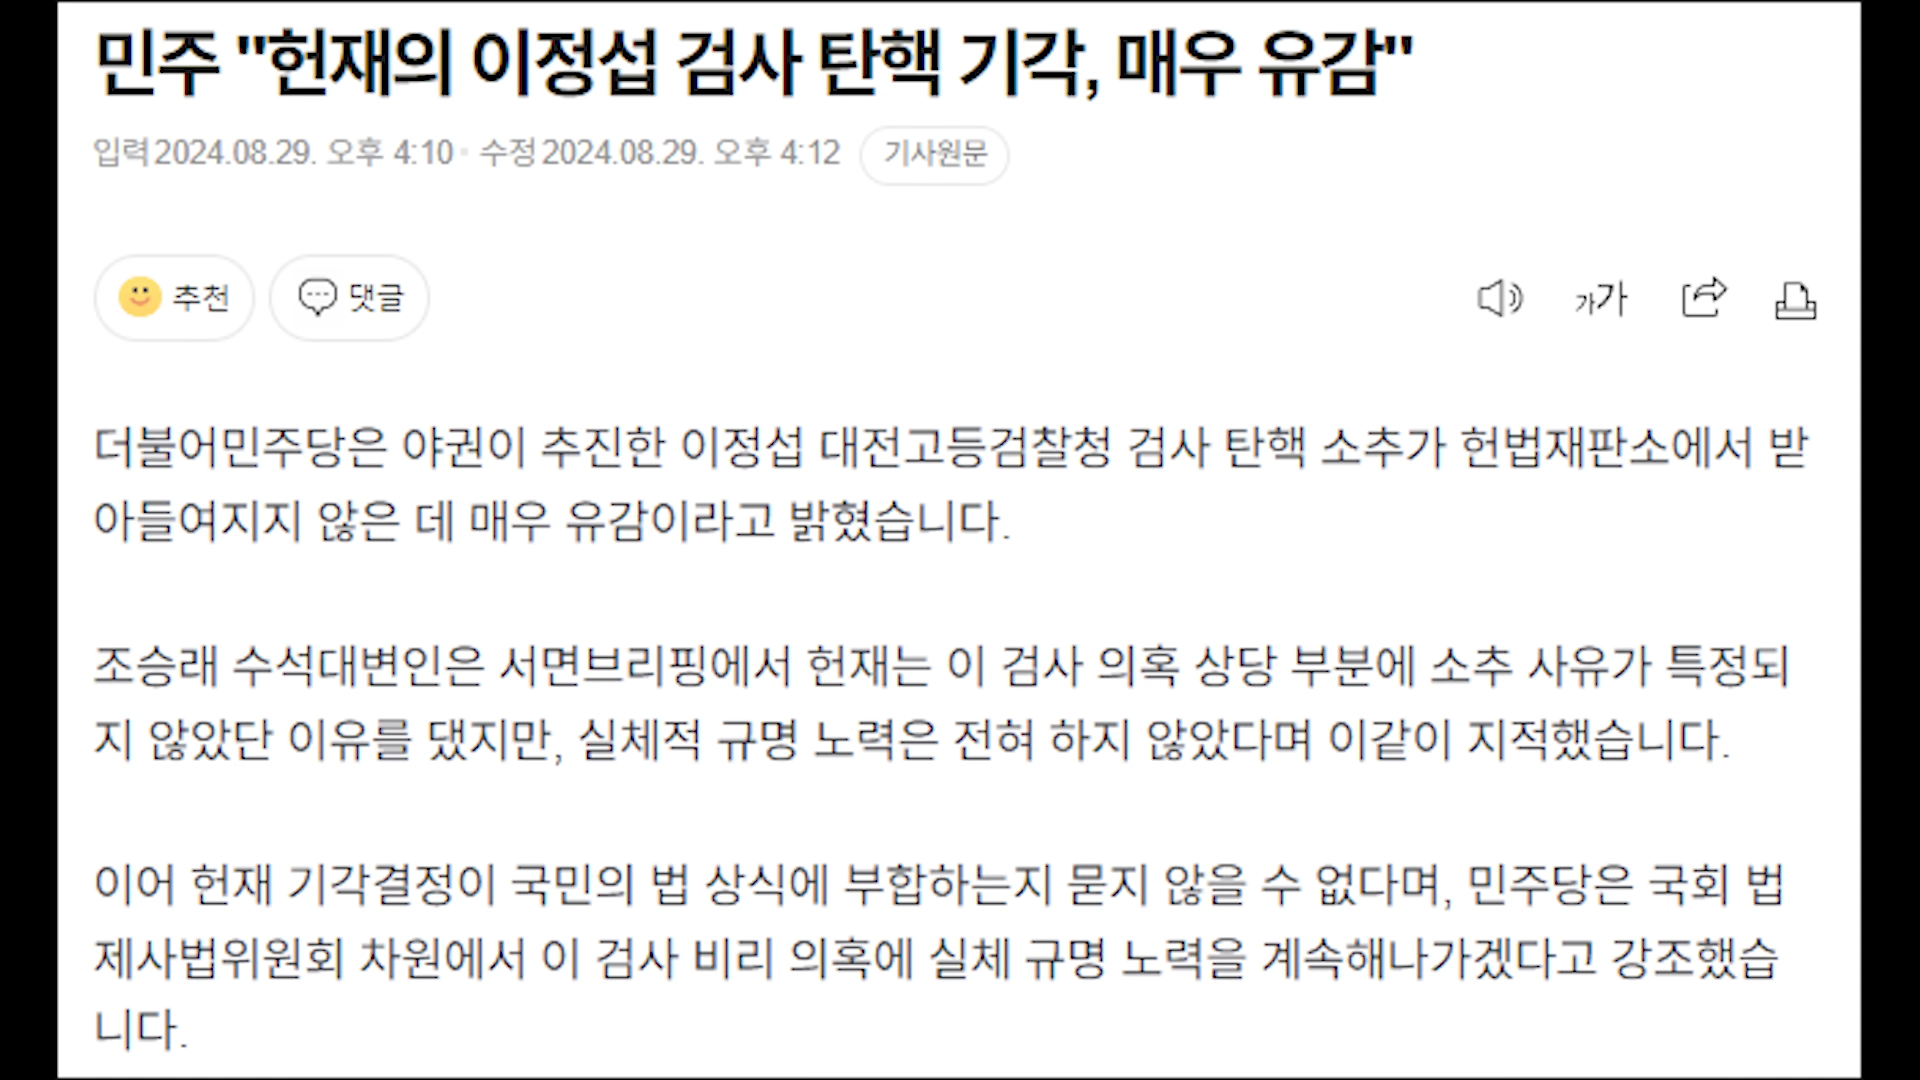 민주 "헌재의 이정섭 검사 탄핵 기각, 매우 유감"
입력 2024.08.29. 오후 4:10 · 수정 2024.08.29. 오후 4:12 기사원문
추천 댓글 가가
더불어민주당은 야권이 추진한 이정섭 대전고등검찰청 검사 탄핵 소추가 헌법재판소에서 받
아들여지지 않은 데 매우 유감이라고 밝혔습니다.
조승래 수석대변인은 서면브리핑에서 헌재는 이 검사 의혹 상당 부분에 소추 사유가 특정되
지 않았단 이유를 댔지만, 실체적 규명 노력은 전혀 하지 않았다며 이같이 지적했습니다.
이어 헌재 기각결정이 국민의 법 상식에 부합하는지 묻지 않을 수 없다며, 민주당은 국회 법
제사법위원회 차원에서 이 검사 비리 의혹에 실체 규명 노력을 계속해나가겠다고 강조했습
니다.